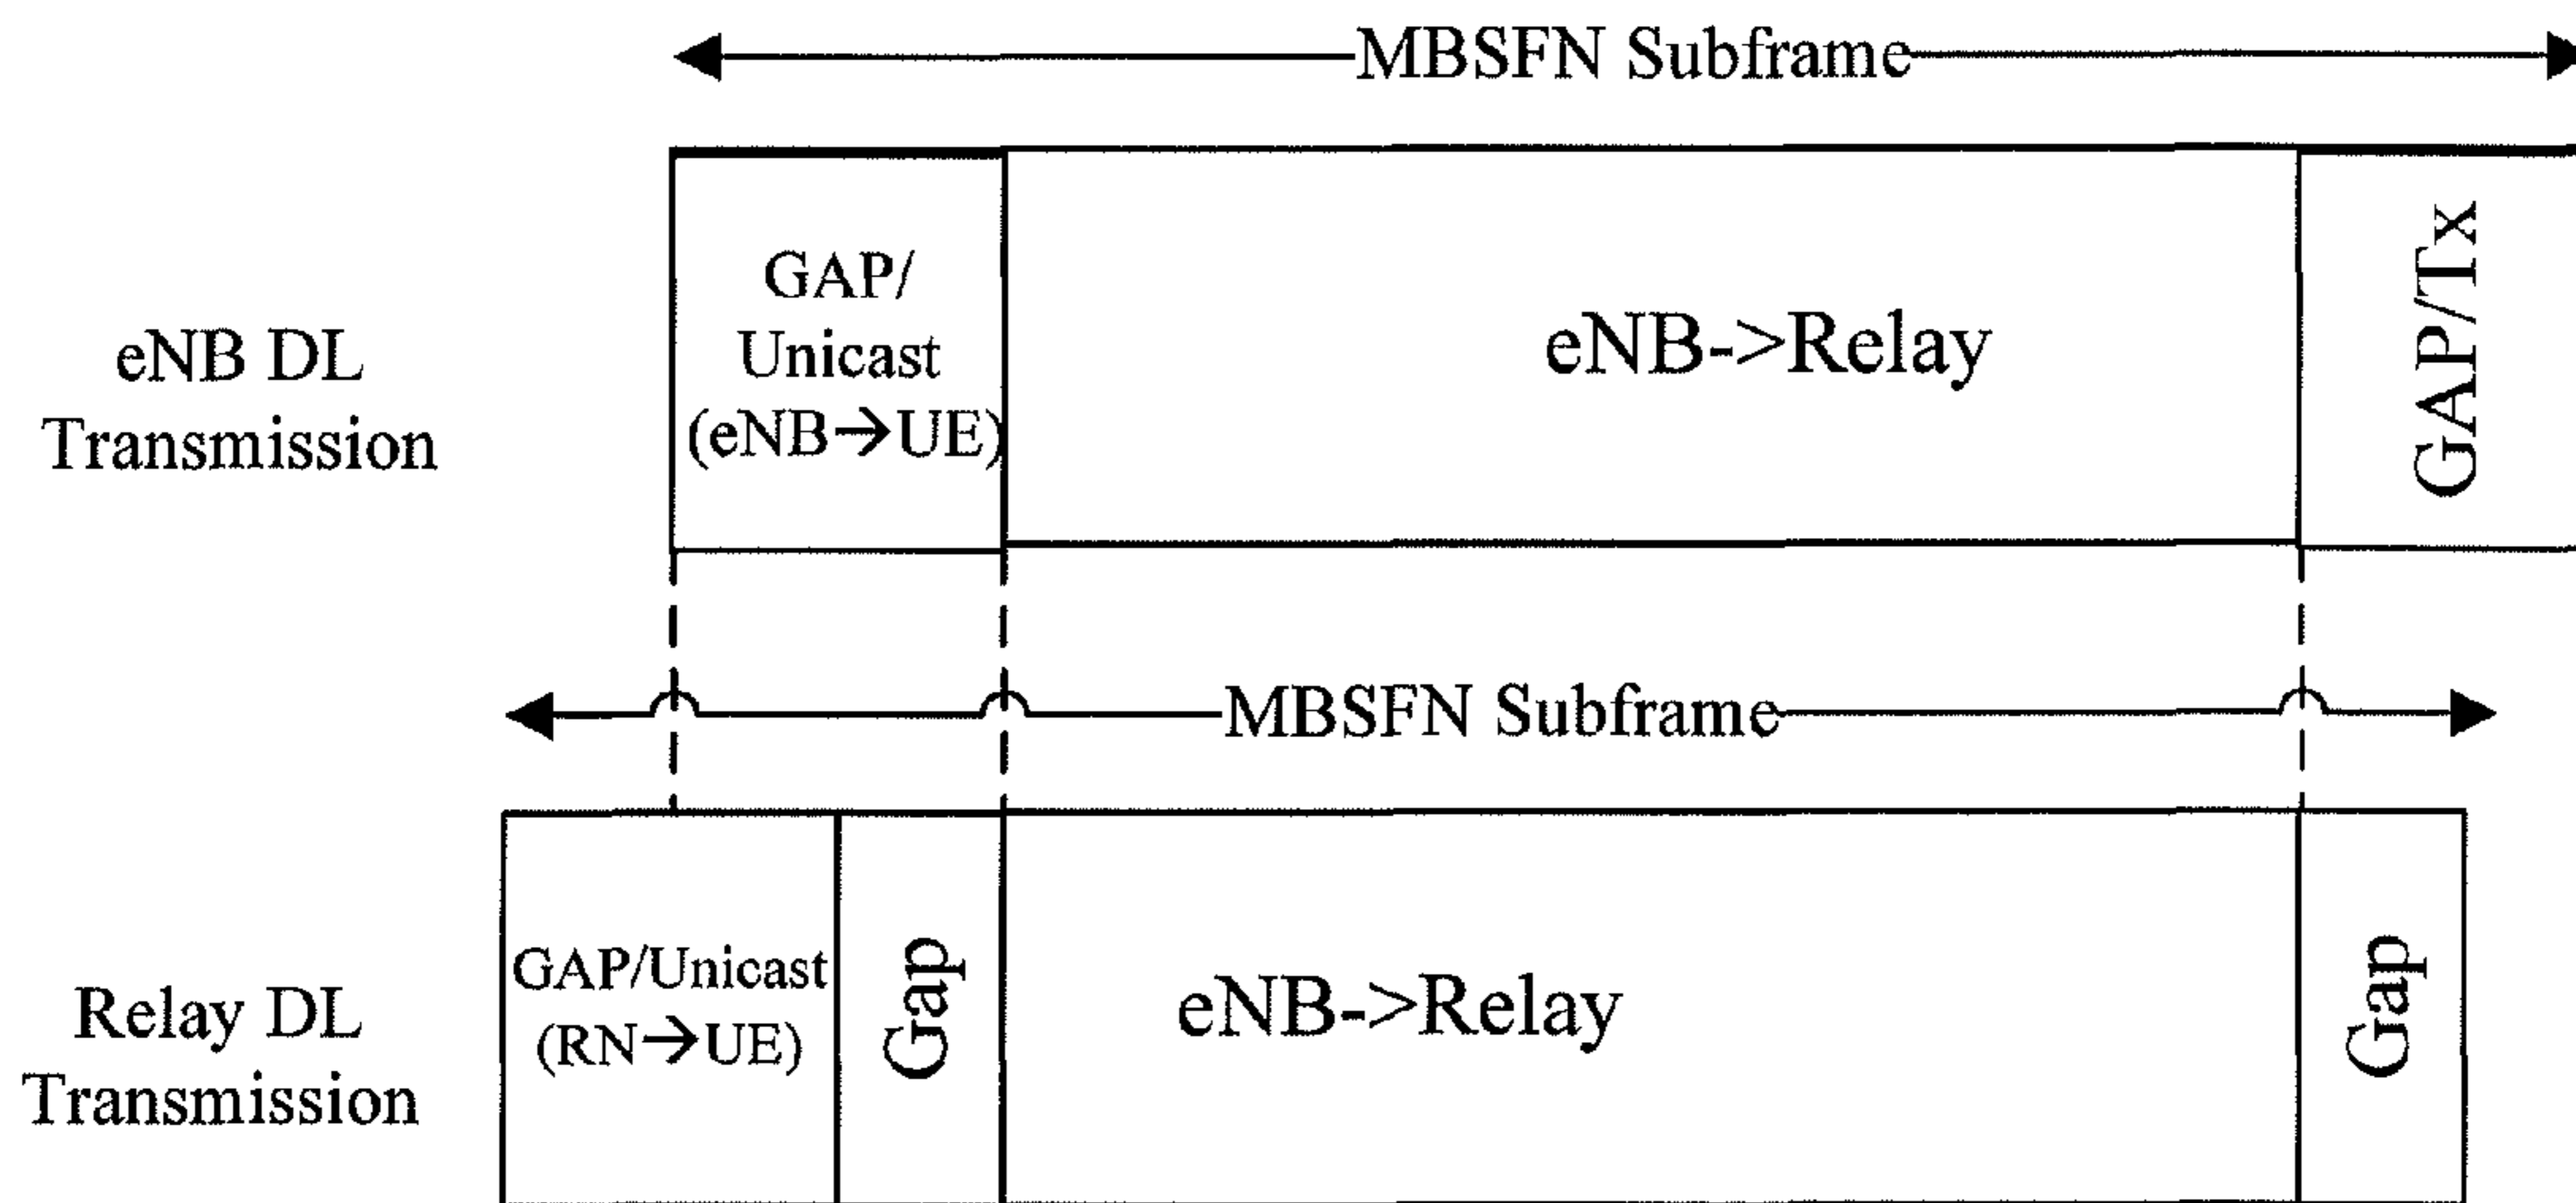 MBSFN Subframe
eNB DL
Transmission
GAP/
Unicast
(eNB→UE)
eNB->Relay
GAP/Tx
MBSFN Subframe
Relay DL
Transmission
GAP/Unicast
(RN→UE)
Gap
eNB->Relay
Gap